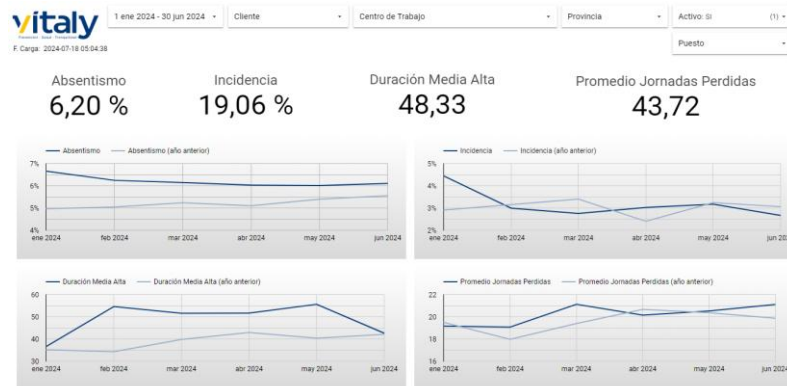 vitaly
1 ene 2024 - 30 jun 2024
Cliente
Centro de Trabajo
Provincia
Activo: SI (1)
F. Carga: 2024-07-18 05:04:38
Puesto
Absentismo
Incidencia
Duración Media Alta
Promedio Jornadas Perdidas
6,20 %
19,06 %
48,33
43,72
Absentismo Absentismo (año anterior)
7%
6%
5%
4%
ene 2024 feb 2024 mar 2024 abr 2024 may 2024 jun 2024
Incidencia Incidencia (año anterior)
5%
4%
3%
2%
ene 2024 feb 2024 mar 2024 abr 2024 may 2024 jun 20
Duración Media Alta Duración Media Alta (año anterior)
60
50
40
30
ene 2024 feb 2024 mar 2024 abr 2024 may 2024 jun 2024
Promedio Jornadas Perdidas Promedio Jornadas Perdidas (año anterior)
22
20
18
16
ene 2024 feb 2024 mar 2024 abr 2024 may 2024 jun 2024